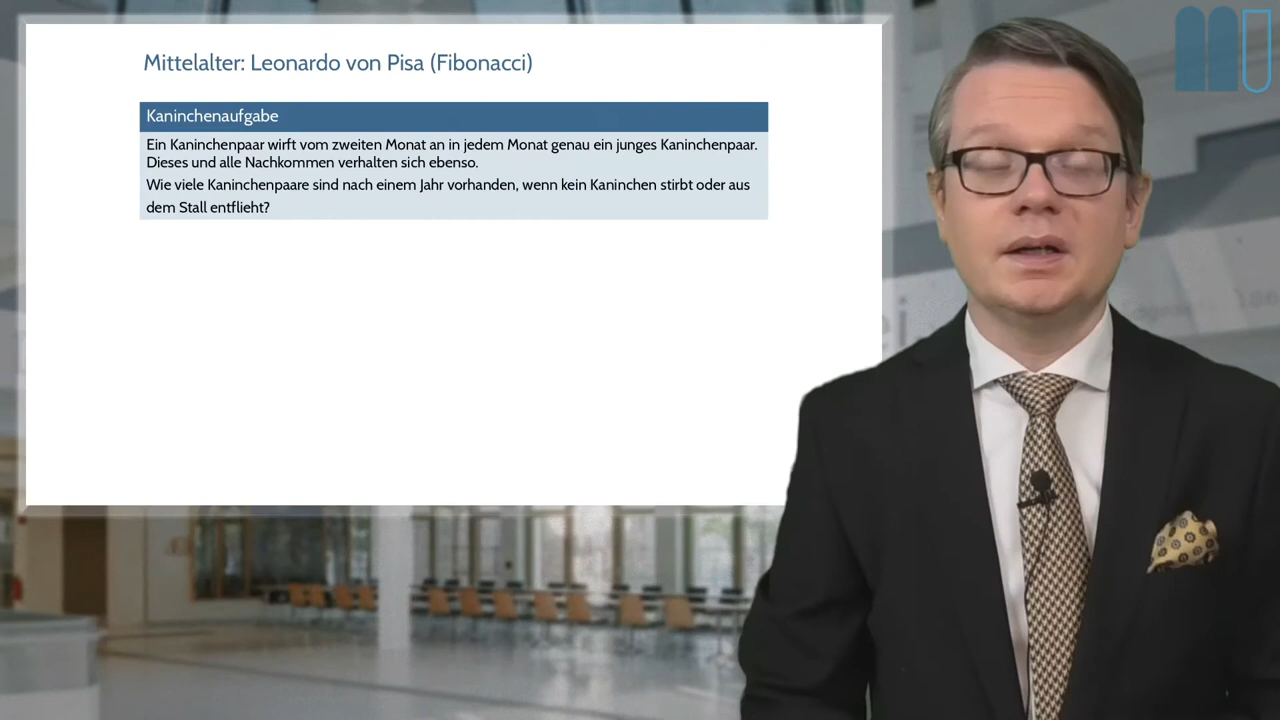 Mittelalter: Leonardo von Pisa (Fibonacci)
Kaninchenaufgabe
Ein Kaninchenpaar wirft vom zweiten Monat an in jedem Monat genau ein junges Kaninchenpaar.
Dieses und alle Nachkommen verhalten sich ebenso.
Wie viele Kaninchenpaare sind nach einem Jahr vorhanden, wenn kein Kaninchen stirbt oder aus
dem Stall entflieht?